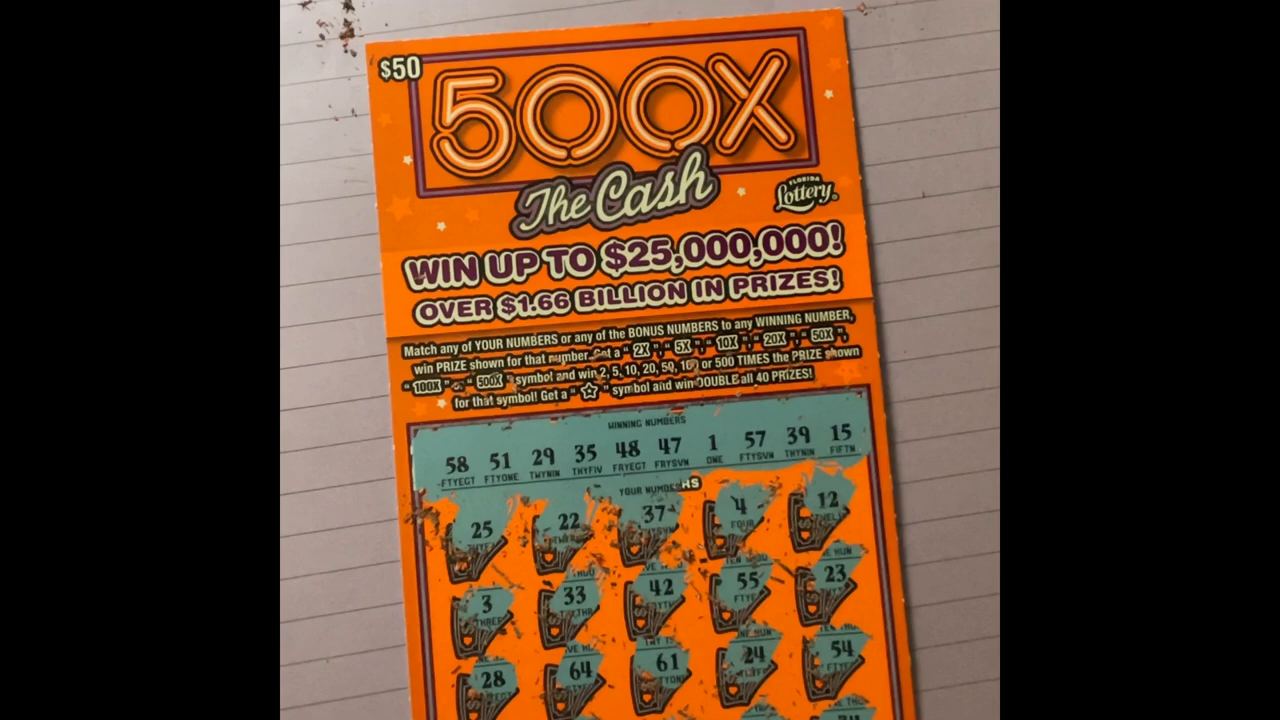 $50
500X
The Cash
FLORIDA
Lottery
WIN UP TO $25,000,000!
OVER $1.66 BILLION IN PRIZES!
Match any of YOUR NUMBERS or any of the BONUS NUMBERS to any WINNING NUMBER,
win PRIZE shown for that number. Get a "2X", "5X", "10X", "20X", "50X",
"100X" or "500X" symbol and win 2, 5, 10, 20, 50, 100 or 500 TIMES the PRIZE shown
for that symbol! Get a " " symbol and win DOUBLE all 40 PRIZES!
WINNING NUMBERS
58 51 29 35 48 47 1 57 39 15
FTYEGT FTYONE TWYNIN THYFIV FRYEGT FRYSVN ONE FTYSVN THYNIN FIFTN
YOUR NUMBERS
25 22 37 4 12
FOUR
3 33 42 55 23
THREE
28 64 61 24 54